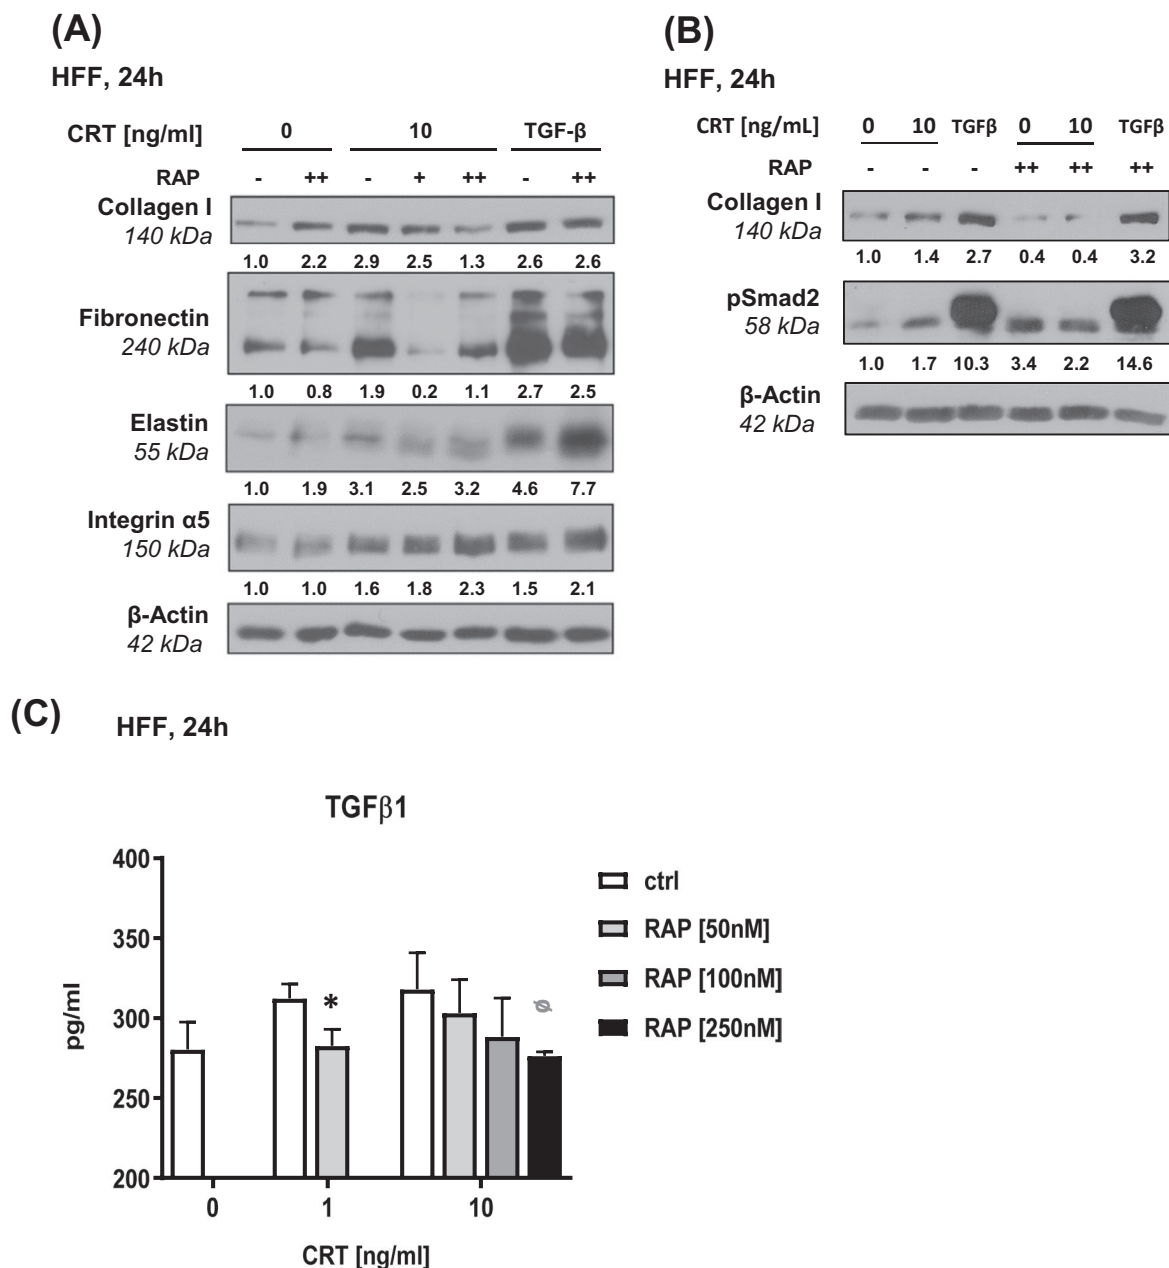 (A)
HFF, 24h
CRT [ng/ml] 0 10 TGF-β
RAP - ++ - + ++ - ++
Collagen I
140 kDa
1.0 2.2 2.9 2.5 1.3 2.6 2.6
Fibronectin
240 kDa
1.0 0.8 1.9 0.2 1.1 2.7 2.5
Elastin
55 kDa
1.0 1.9 3.1 2.5 3.2 4.6 7.7
Integrin α5
150 kDa
1.0 1.0 1.6 1.8 2.3 1.5 2.1
β-Actin
42 kDa
(B)
HFF, 24h
CRT [ng/mL] 0 10 TGFβ 0 10 TGFβ
RAP - - - ++ ++ ++
Collagen I
140 kDa
1.0 1.4 2.7 0.4 0.4 3.2
pSmad2
58 kDa
1.0 1.7 10.3 3.4 2.2 14.6
β-Actin
42 kDa
(C)
HFF, 24h
TGFβ1
400
350
300
250
200
pg/ml
* ø
0 1 10
CRT [ng/ml]
ctrl
RAP [50nM]
RAP [100nM]
RAP [250nM]